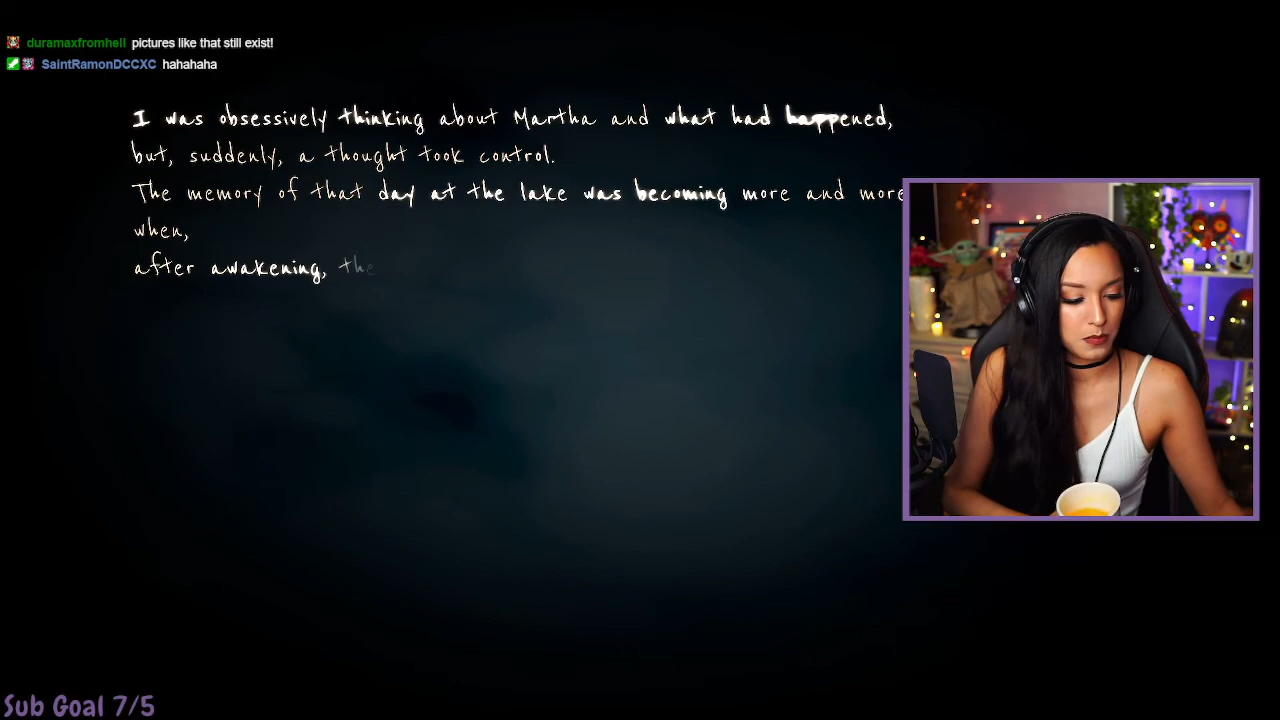 duramaxfromhell pictures like that still exist!
SaintRamonDCCXC hahahaha
I was obsessively thinking about Martha and what had happened,
but, suddenly, a thought took control.
The memory of that day at the lake was becoming more and more
when,
after awakening, the
Sub Goal 7/5